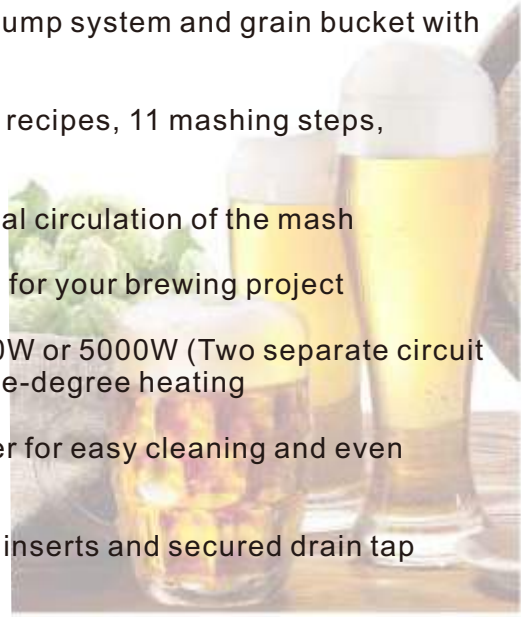 ump system and grain bucket with
recipes, 11 mashing steps,
al circulation of the mash
for your brewing project
0W or 5000W (Two separate circuit
e-degree heating
er for easy cleaning and even
inserts and secured drain tap